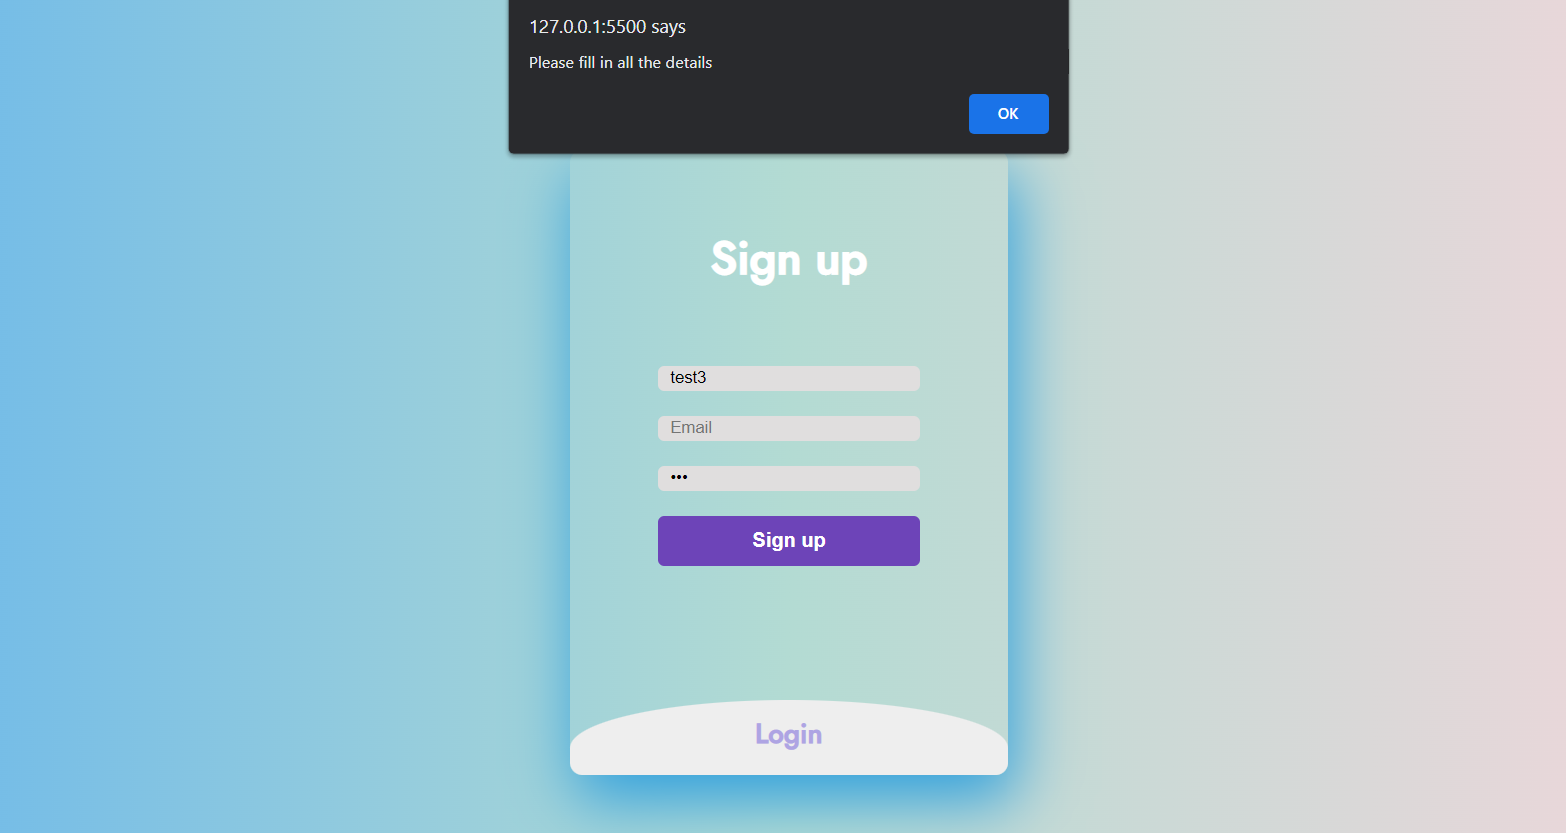 127.0.0.1:5500 says
Please fill in all the details
OK
Sign up
test3
Email
•••
Sign up
Login